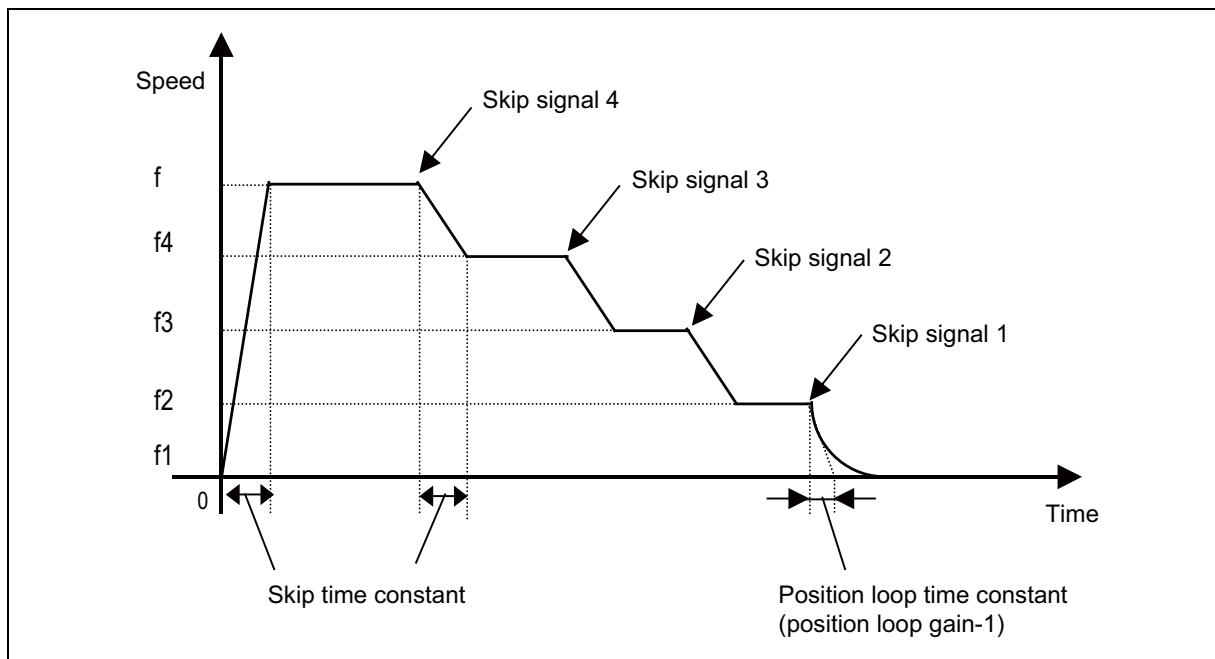 Speed
Skip signal 4
f
Skip signal 3
f4
Skip signal 2
f3
Skip signal 1
f2
f1
0
Time
Skip time constant
Position loop time constant
(position loop gain-1)